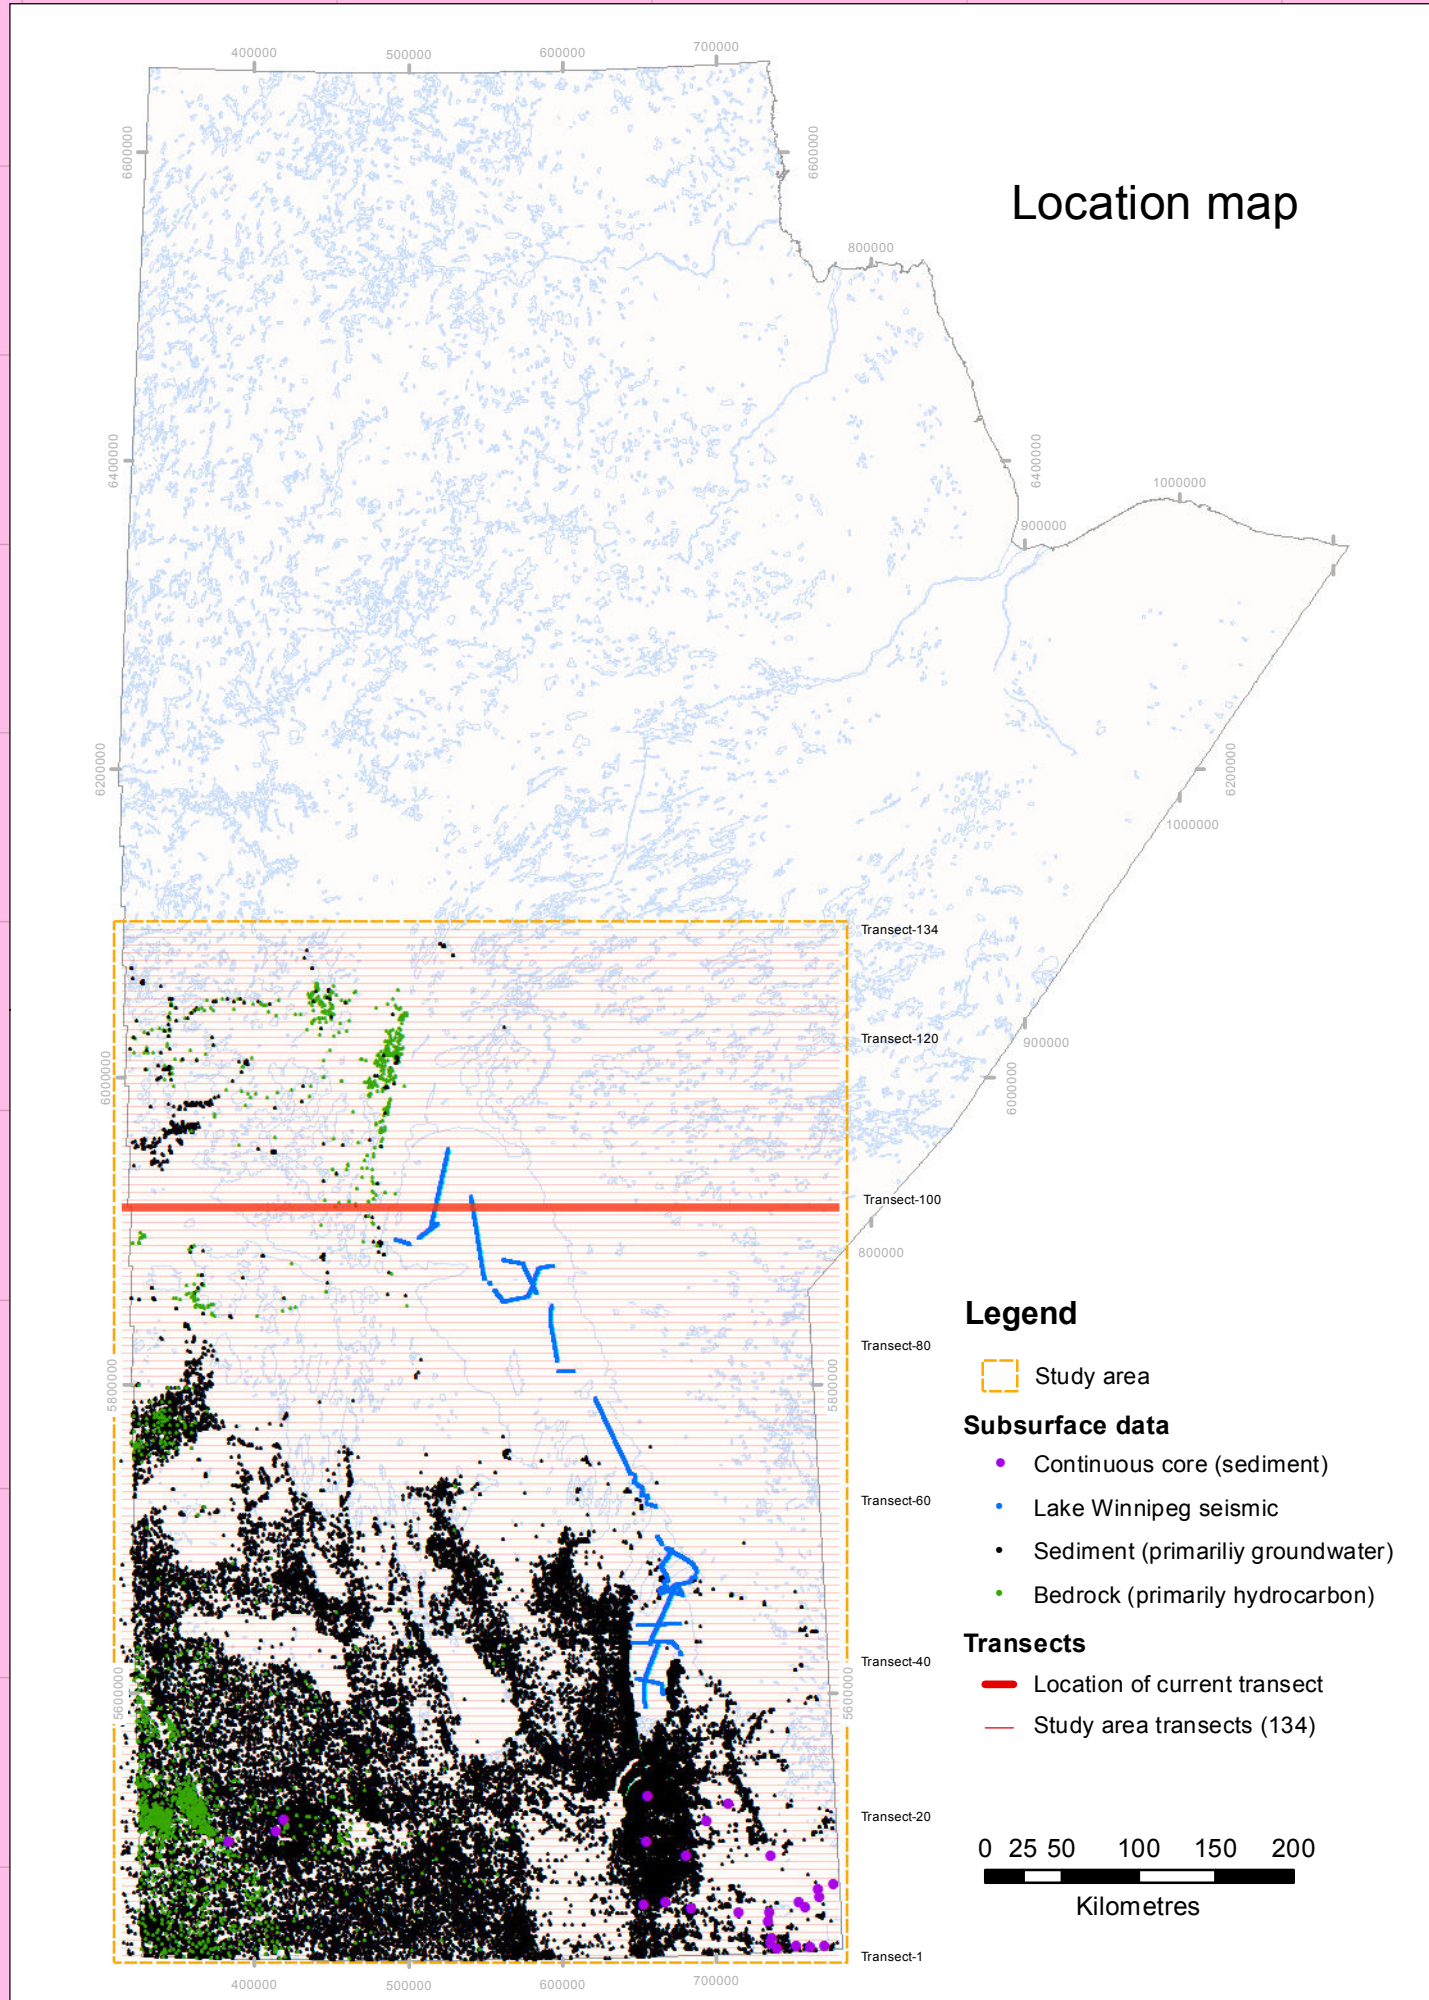 400000
500000
600000
700000
6600000
6600000
Location map
800000
6400000
6400000
1000000
900000
6200000
6200000
1000000
Transect-134
Transect-120
900000
6000000
6000000
Transect-100
800000
Legend
Transect-80
5800000
5800000
Study area
Subsurface data
Continuous core (sediment)
Transect-60
Lake Winnipeg seismic
Sediment (primariliy groundwater)
Bedrock (primarily hydrocarbon)
Transects
Transect-40
5600000
5600000
Location of current transect
Study area transects (134)
Transect-20
0 25 50 100 150 200
Kilometres
Transect-1
400000
500000
600000
700000